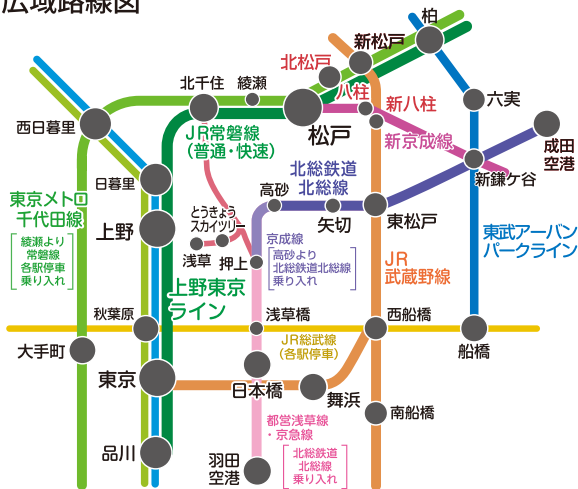 広域路線図
柏
新松戸
北松戸
北千住
綾瀬
八柱
新八柱
六実
西日暮里
松戸
JR常磐線
（普通・快速）
新京成線
成田
空港
日暮里
北総鉄道
北総線
新鎌ケ谷
東京メトロ
千代田線
綾瀬より
常磐線
各駅停車
乗り入れ
高砂
矢切
東松戸
上野
とうきょう
スカイツリー
浅草
押上
京成線
高砂より
北総鉄道北総線
乗り入れ
東武アーバン
パークライン
JR
武蔵野線
上野東京
ライン
秋葉原
浅草橋
西船橋
船橋
JR総武線
（各駅停車）
大手町
東京
日本橋
舞浜
南船橋
都営浅草線
・京急線
北総鉄道
北総線
乗り入れ
品川
羽田
空港